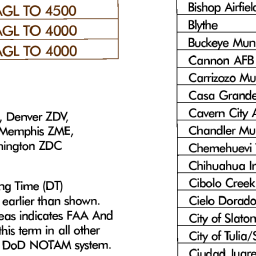 AGL TO 4500
AGL TO 4000
AGL TO 4000
, Denver ZDV,
Memphis ZME,
ington ZDC
ng Time (DT)
earlier than shown.
eas indicates FAA And
this term in all other
DoD NOTAM system.
Bishop Airfield
Blythe
Buckeye Mun
Cannon AFB
Carrizozo Mu
Casa Grande
Cavern City A
Chandler Mu
Chemehuevi
Chihuahua In
Cibolo Creek
Cielo Dorado
City of Slaton
City of Tulia/S
Ciudad Juare